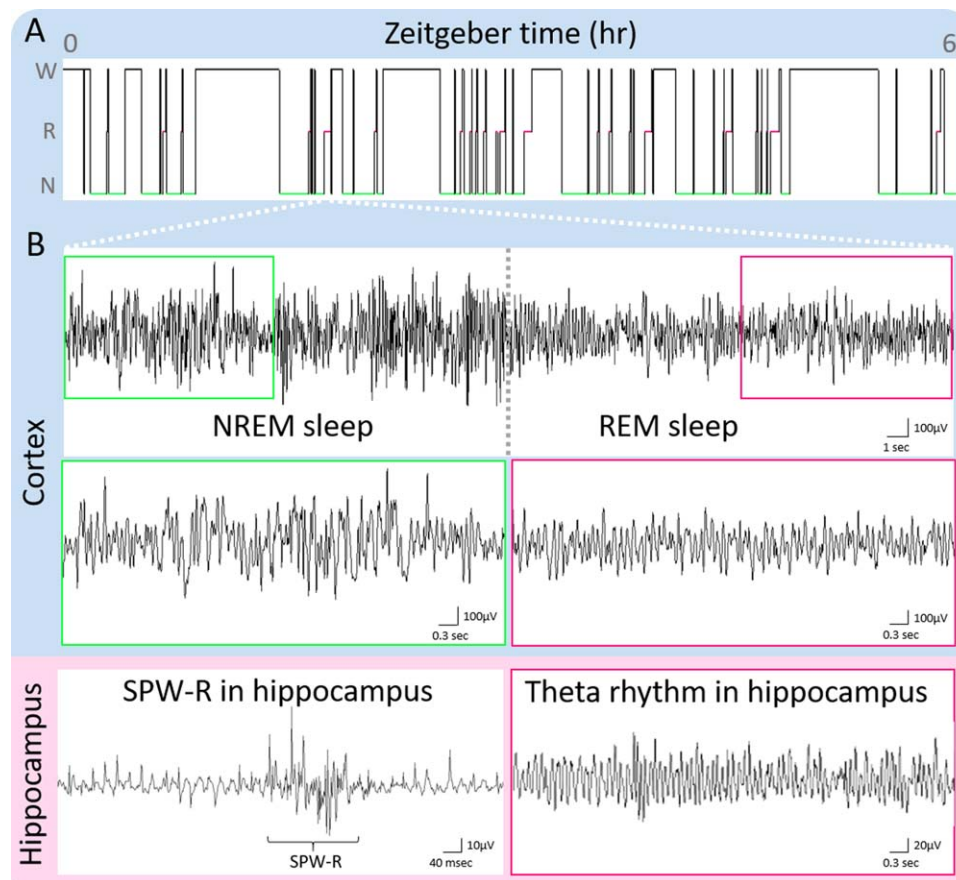 A
0 Zeitgeber time (hr) 6
W
R
N
B
Cortex
NREM sleep REM sleep
100µV
1 sec
100µV
0.3 sec
100µV
0.3 sec
Hippocampus
SPW-R in hippocampus
Theta rhythm in hippocampus
SPW-R
10µV
40 msec
20µV
0.3 sec